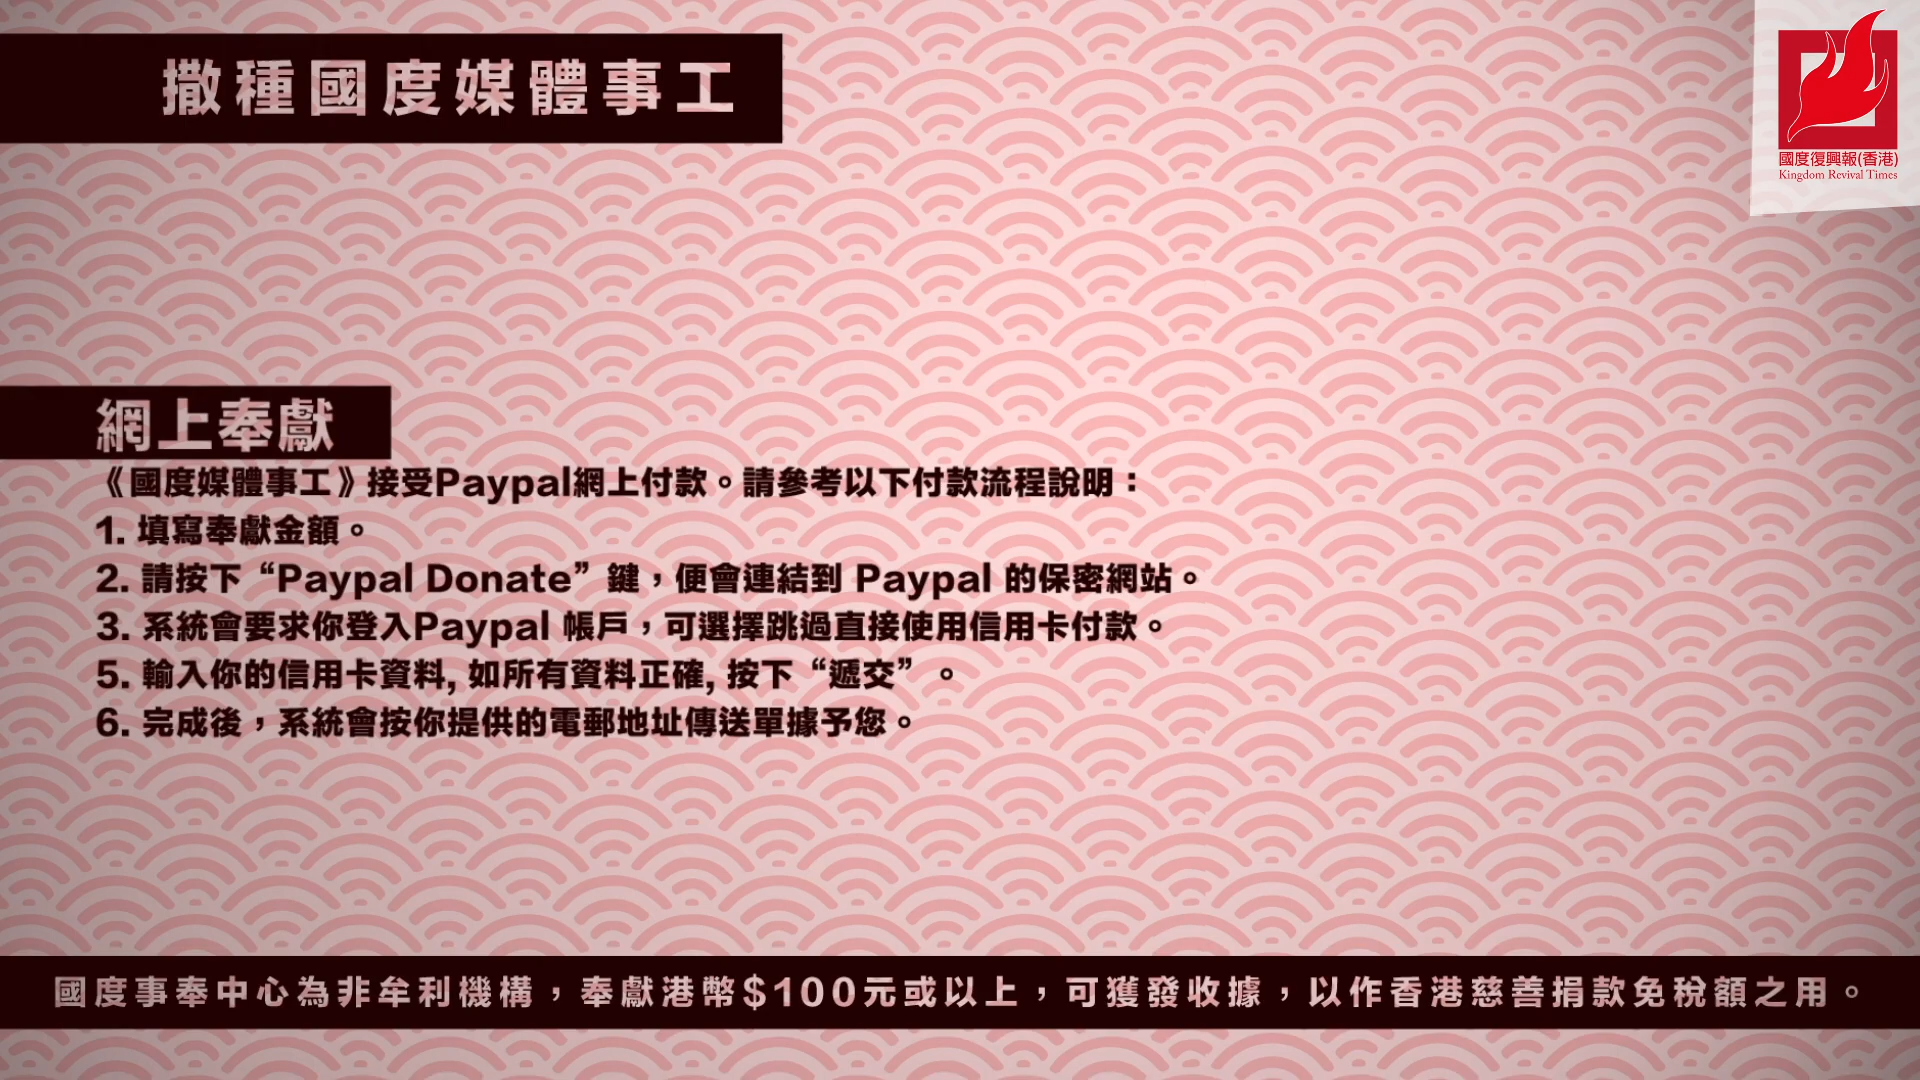 撒種國度媒體事工
國度復興報(香港)
Kingdom Revival Times
網上奉獻
《國度媒體事工》接受Paypal網上付款。請參考以下付款流程說明：
1. 填寫奉獻金額。
2. 請按下“Paypal Donate”鍵，便會連結到 Paypal 的保密網站。
3. 系統會要求你登入Paypal 帳戶，可選擇跳過直接使用信用卡付款。
5. 輸入你的信用卡資料, 如所有資料正確, 按下“遞交”。
6. 完成後，系統會按你提供的電郵地址傳送單據予您。
國度事奉中心為非牟利機構，奉獻港幣$100元或以上，可獲發收據，以作香港慈善捐款免稅額之用。